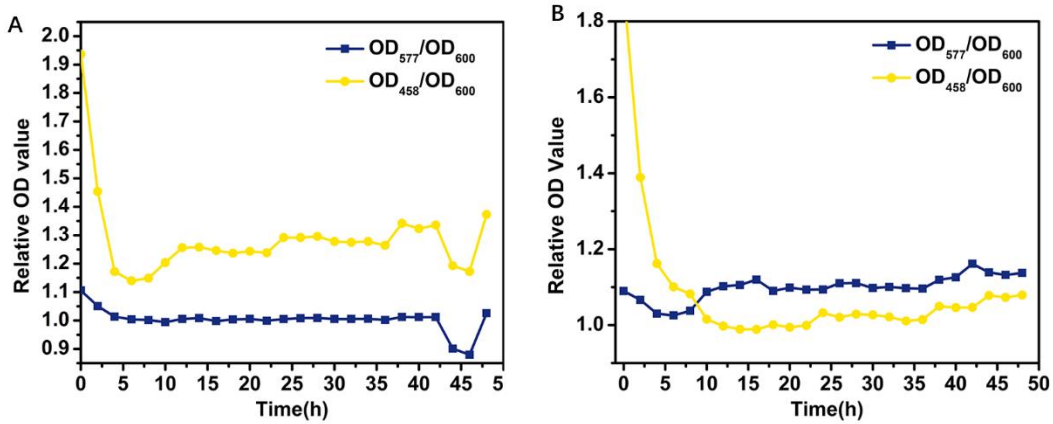 A
Relative OD value
2.0
1.9
1.8
1.7
1.6
1.5
1.4
1.3
1.2
1.1
1.0
0.9
OD₅₇₇/OD₆₀₀
OD₄₅₈/OD₆₀₀
0 5 10 15 20 25 30 35 40 45 5
Time(h)
B
Relative OD Value
1.8
1.6
1.4
1.2
1.0
OD₅₇₇/OD₆₀₀
OD₄₅₈/OD₆₀₀
0 5 10 15 20 25 30 35 40 45 50
Time(h)